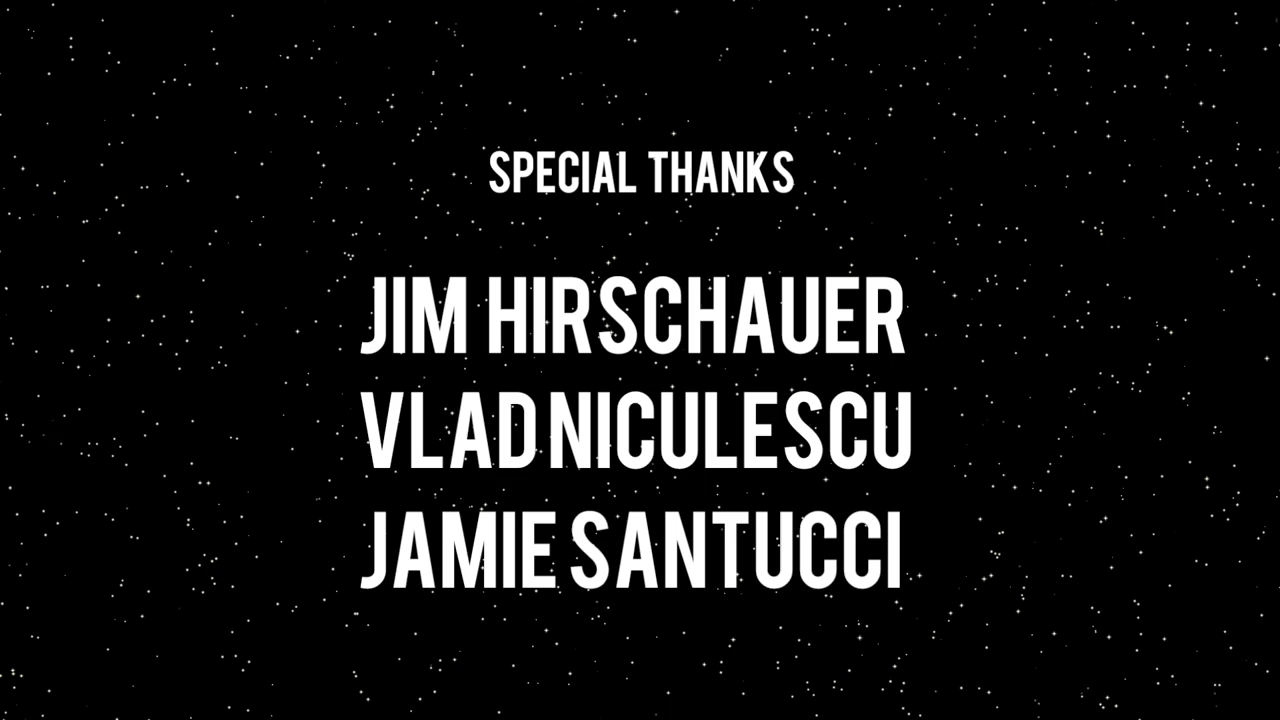 SPECIAL THANKS
JIM HIRSCHAUER
VLAD NICULESCU
JAMIE SANTUCCI